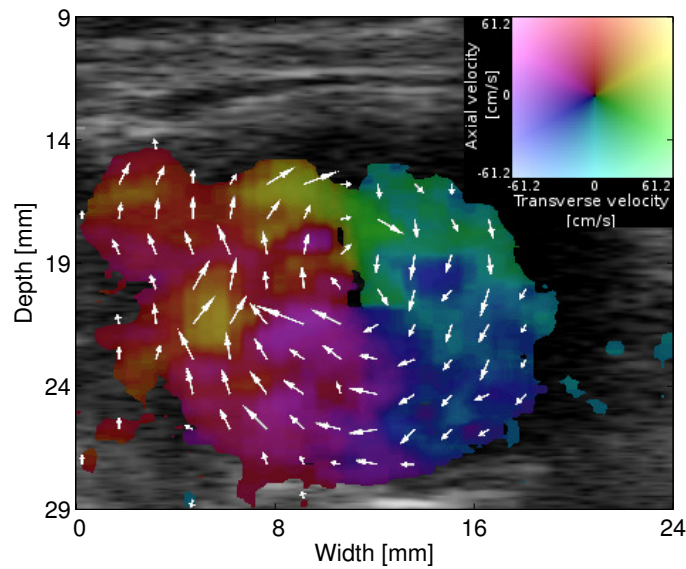 9
14
19
24
29
Depth [mm]
0
8
16
24
Width [mm]
61.2
0
-61.2
Axial velocity
[cm/s]
-61.2
0
61.2
Transverse velocity
[cm/s]